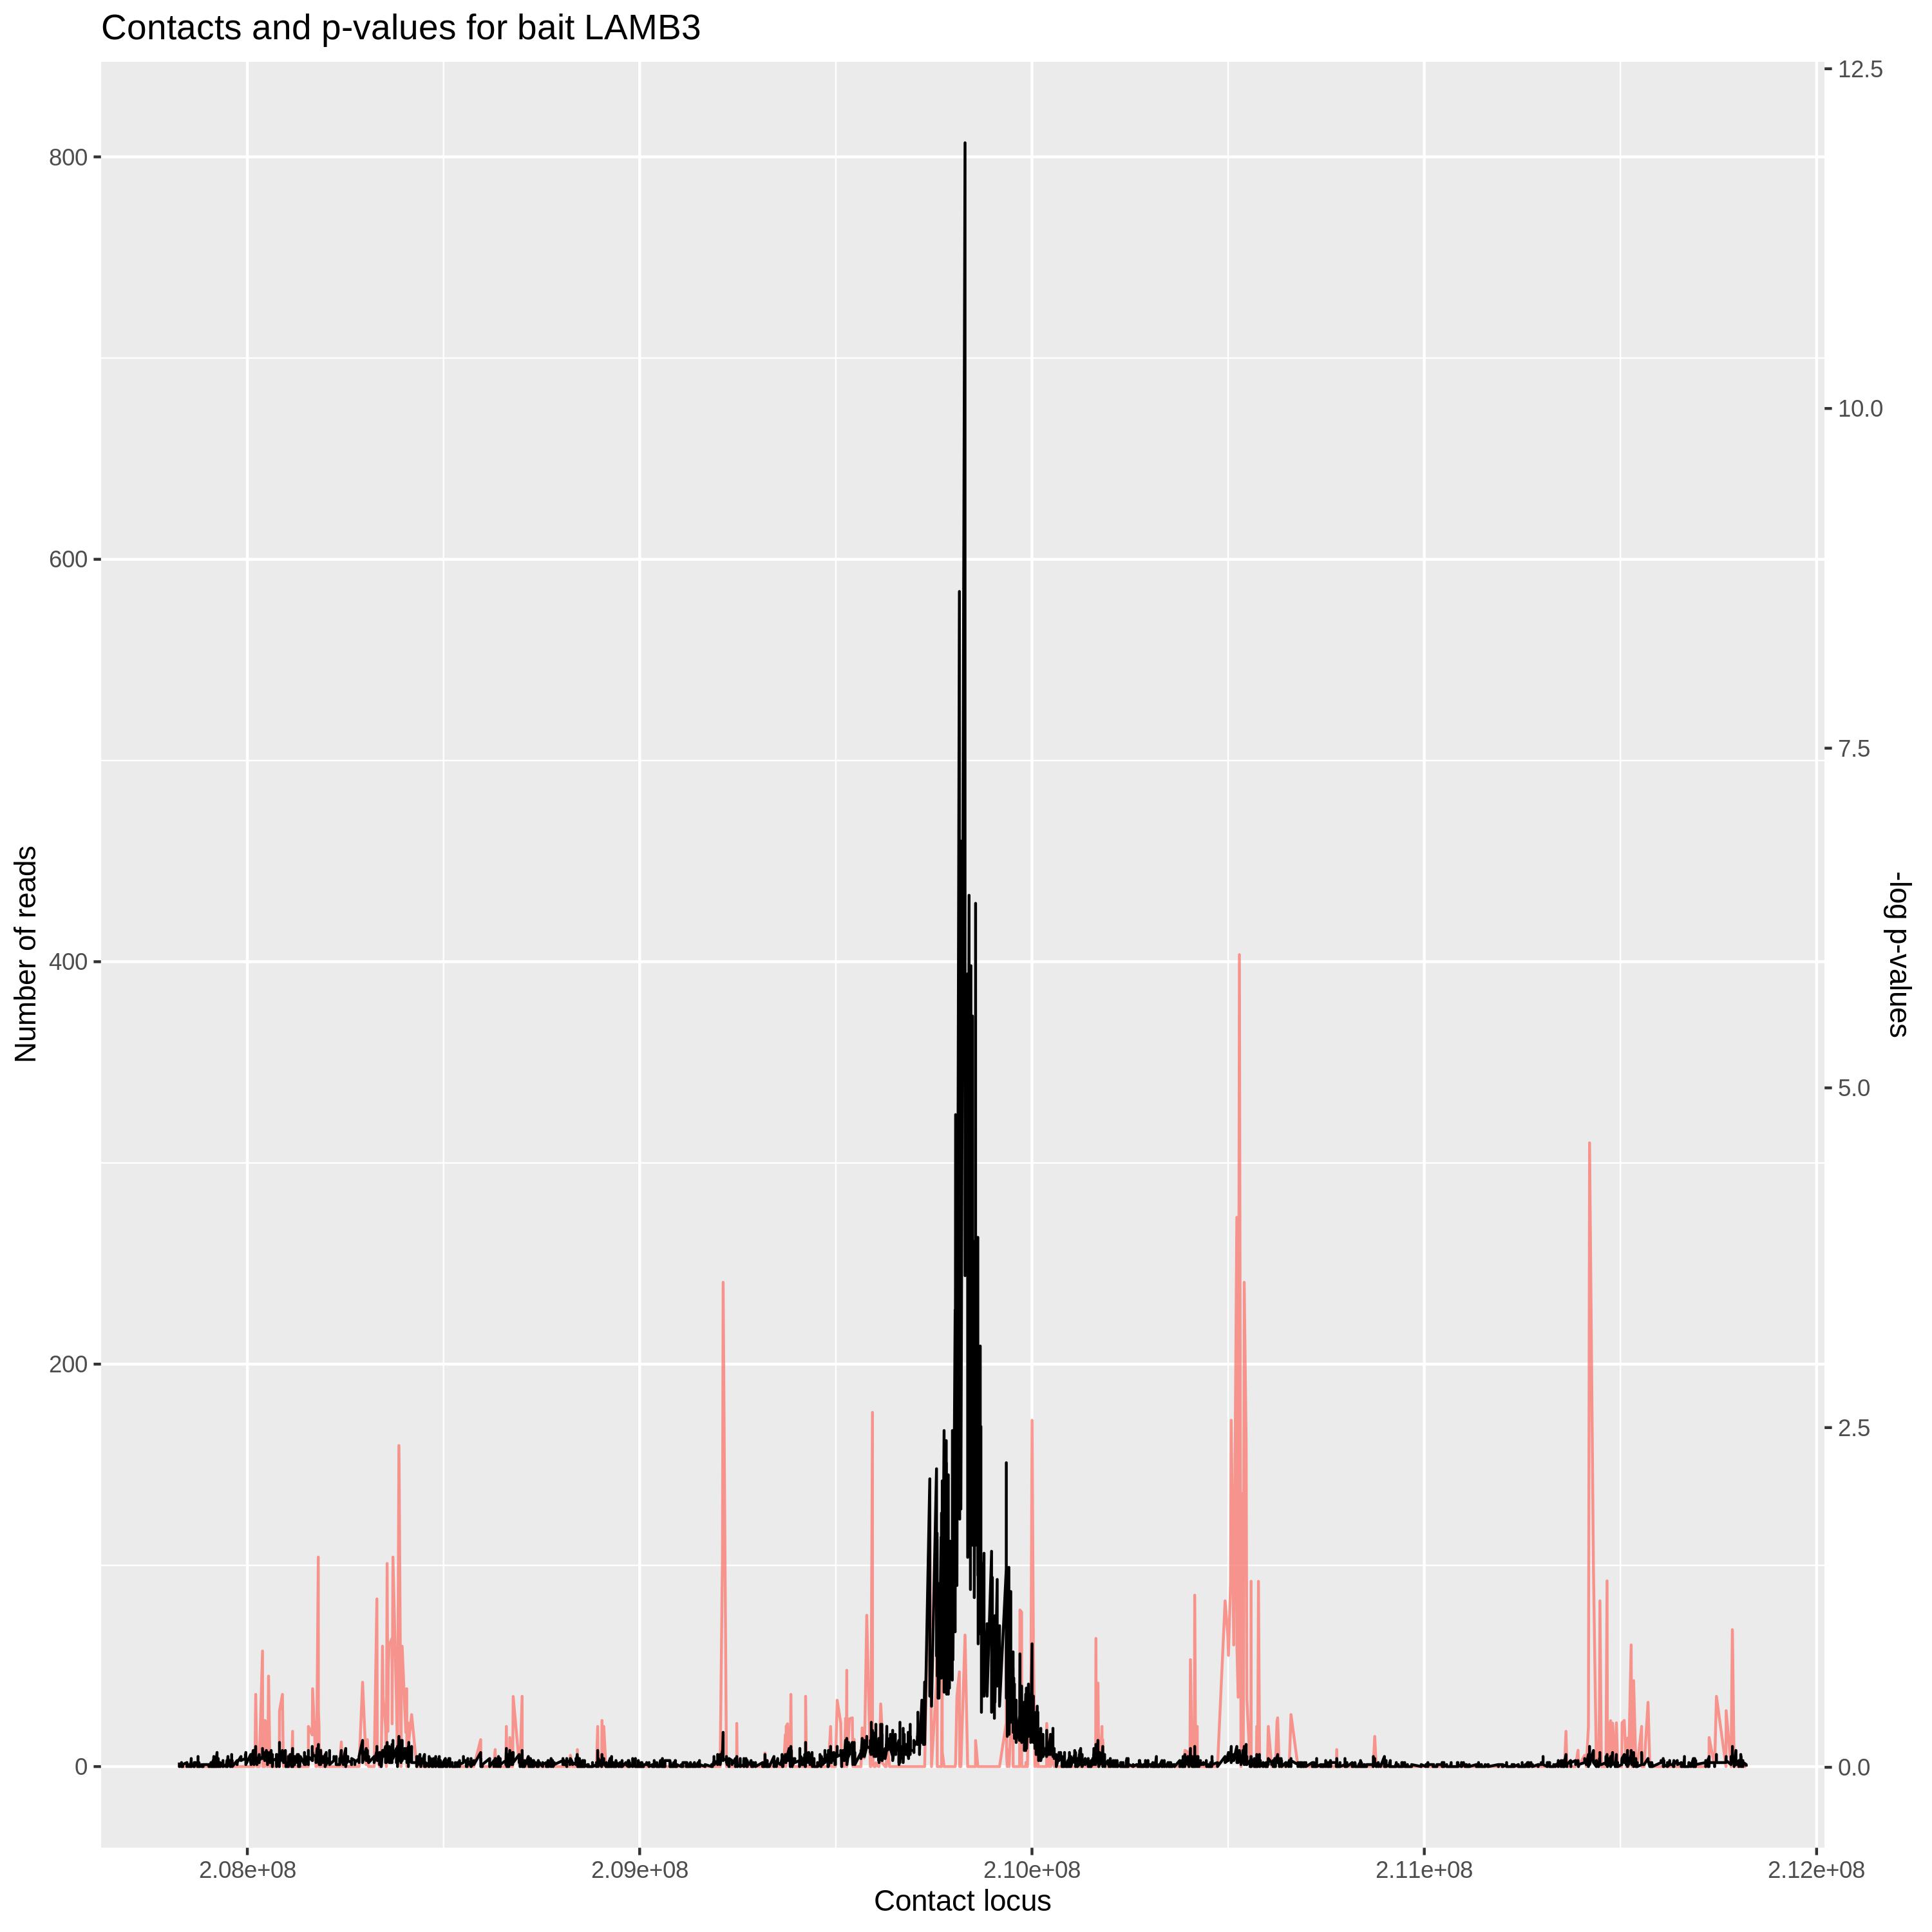 Contacts and p-values for bait LAMB3
12.5
800
10.0
600
7.5
Number of reads
-log p-values
400
5.0
200
2.5
0
0.0
2.08e+08 2.09e+08 2.10e+08 2.11e+08 2.12e+08
Contact locus